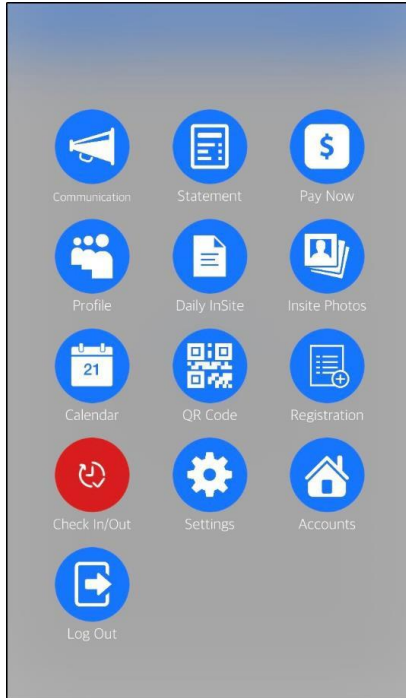 $
Communication
Statement
Pay Now
Profile
Daily InSite
Insite Photos
21
Calendar
QR Code
Registration
Check In/Out
Settings
Accounts
Log Out